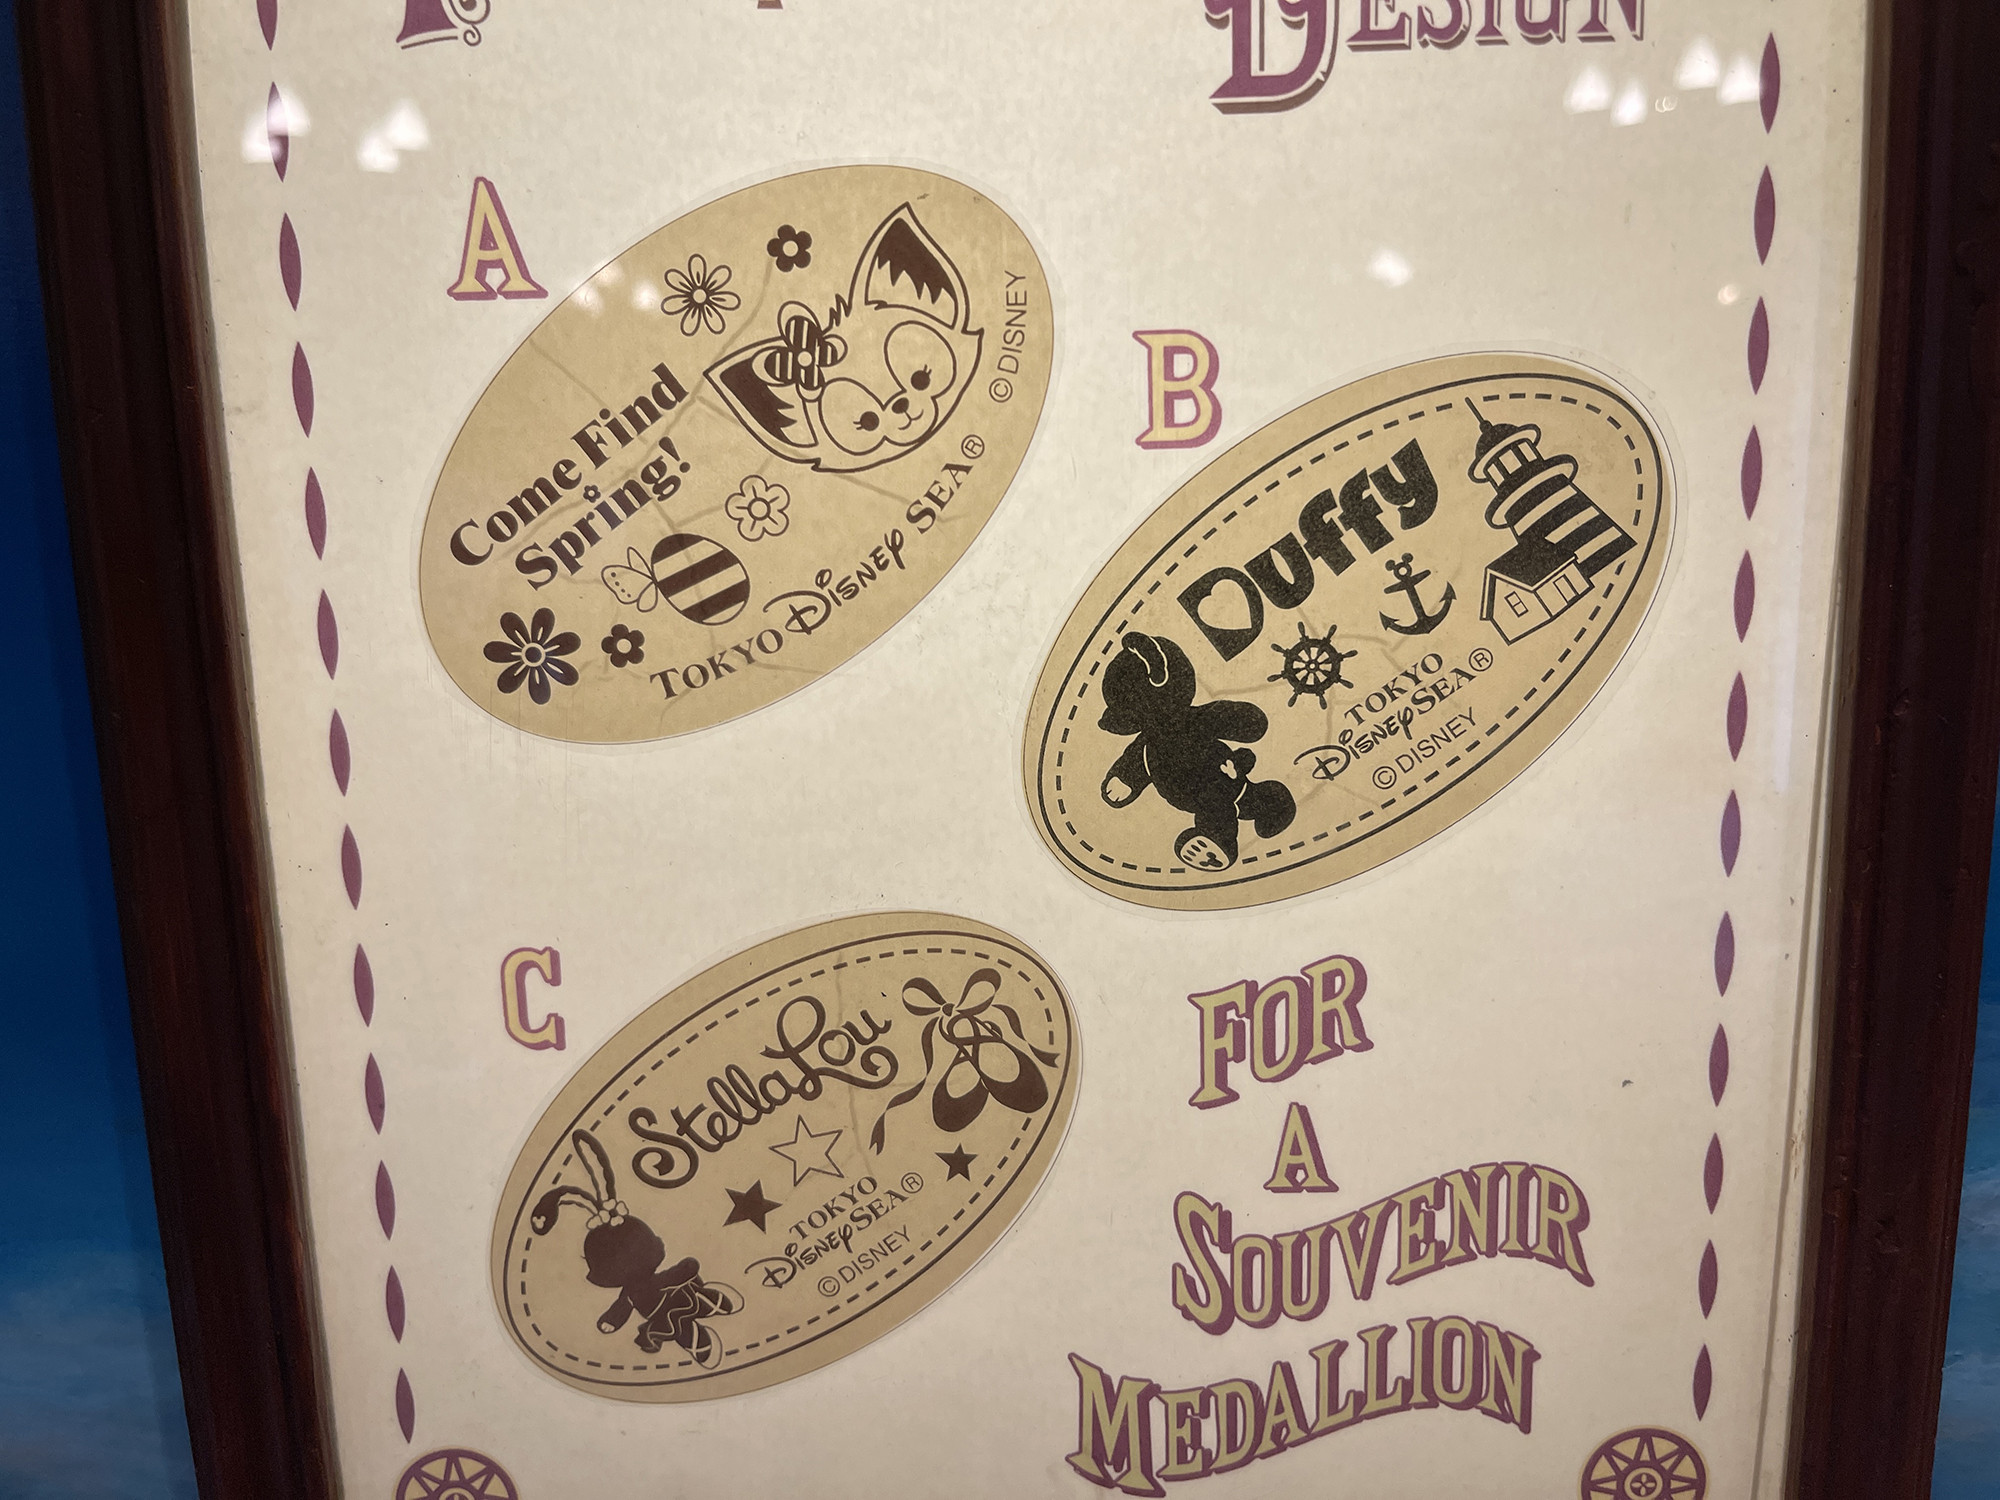 DESIGN
A
Come Find
Spring!
TOKYO DISNEY SEA®
©DISNEY
B
Duffy
TOKYO
DISNEY SEA®
©DISNEY
C
StellaLou
TOKYO
DISNEY SEA®
©DISNEY
FOR
A
SOUVENIR
MEDALLION